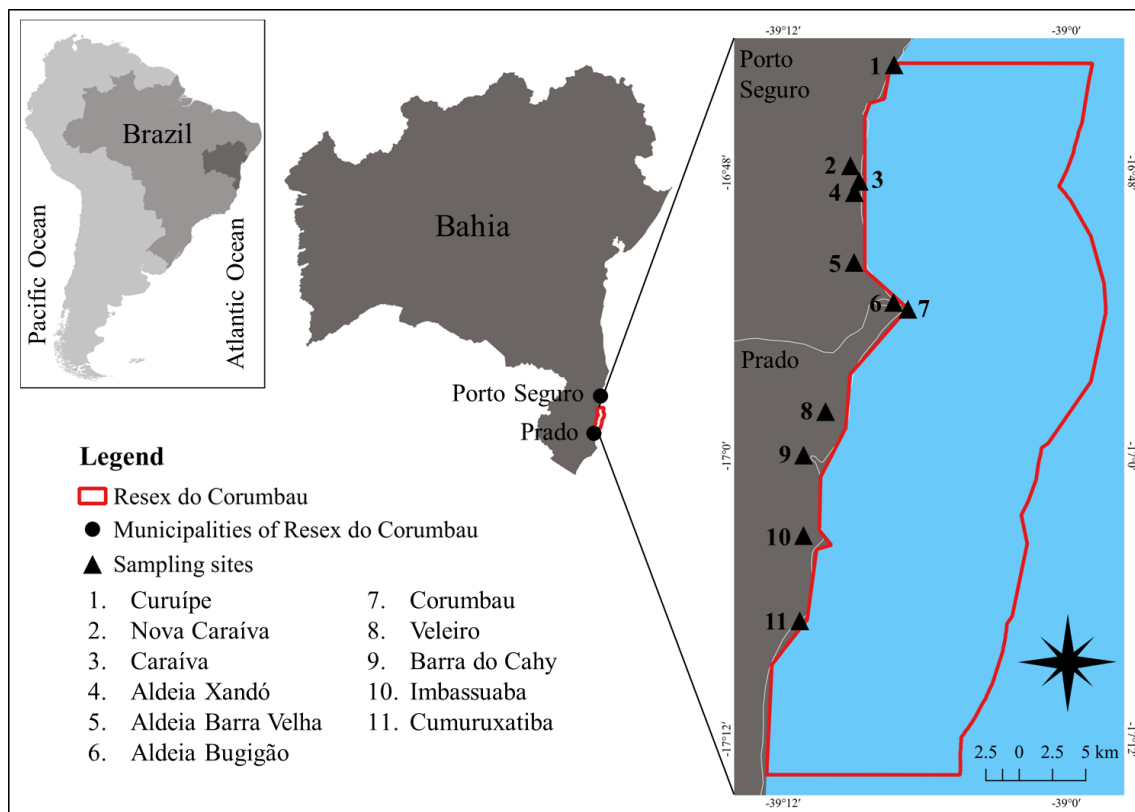 Brazil
Pacific Ocean
Atlantic Ocean
Bahia
Porto Seguro
Prado
Legend
Resex do Corumbau
Municipalities of Resex do Corumbau
Sampling sites
1. Curuípe
2. Nova Caraíva
3. Caraíva
4. Aldeia Xandó
5. Aldeia Barra Velha
6. Aldeia Bugigão
7. Corumbau
8. Veleiro
9. Barra do Cahy
10. Imbassuaba
11. Cumuruxatiba
-39°12' -39°0'
Porto
Seguro
1
-16°48' -16°48'
2
3
4
5
6
7
Prado
8
9
-17°0' -17°0'
10
11
-17°12' -17°12'
2.5 0 2.5 5 km
-39°12' -39°0'